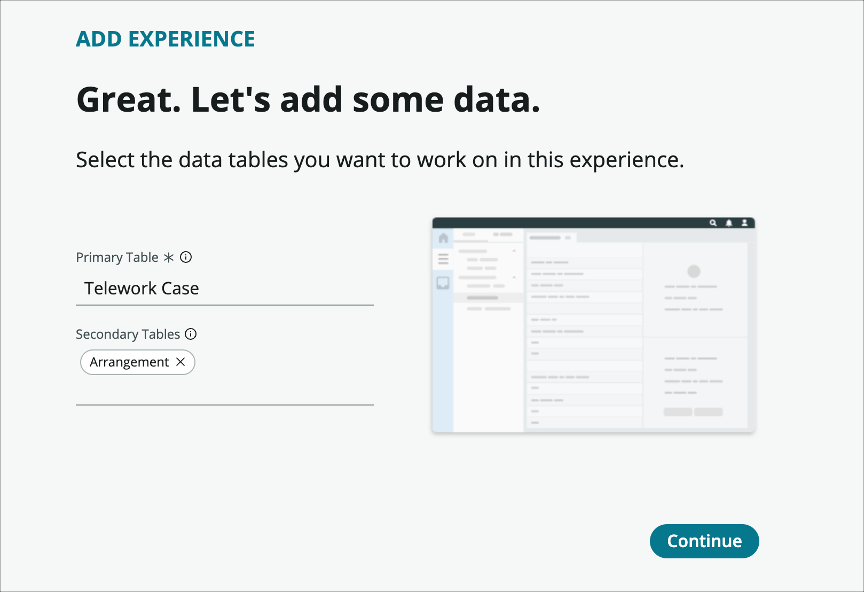 ADD EXPERIENCE
Great. Let's add some data.
Select the data tables you want to work on in this experience.
Primary Table *
Telework Case
Secondary Tables
Arrangement ×
Continue